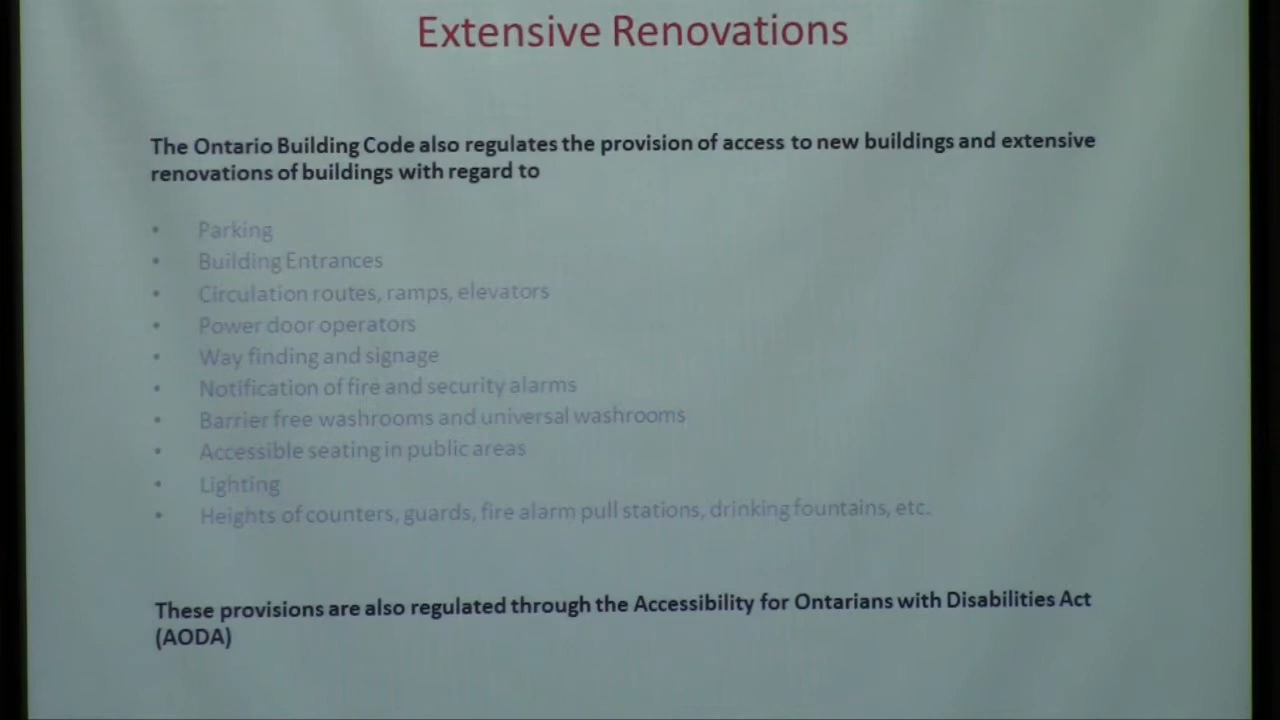 Extensive Renovations
The Ontario Building Code also regulates the provision of access to new buildings and extensive
renovations of buildings with regard to
• Parking
• Building Entrances
• Circulation routes, ramps, elevators
• Power door operators
• Way finding and signage
• Notification of fire and security alarms
• Barrier free washrooms and universal washrooms
• Accessible seating in public areas
• Lighting
• Heights of counters, guards, fire alarm pull stations, drinking fountains, etc.
These provisions are also regulated through the Accessibility for Ontarians with Disabilities Act
(AODA)